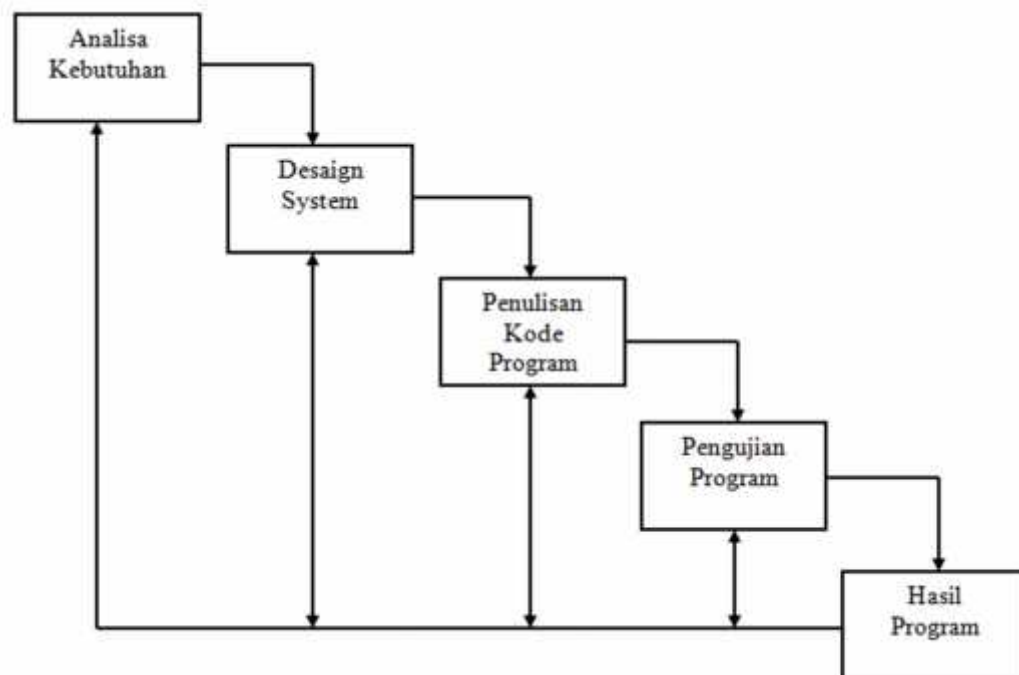 Analisa
Kebutuhan
Desaign
System
Penulisan
Kode
Program
Pengujian
Program
Hasil
Program